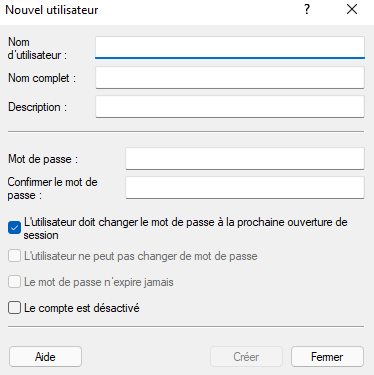 Nouvel utilisateur
?
Nom
d'utilisateur :
Nom complet :
Description :
Mot de passe :
Confirmer le mot de
passe :
L'utilisateur doit changer le mot de passe à la prochaine ouverture de
session
L'utilisateur ne peut pas changer de mot de passe
Le mot de passe n'expire jamais
Le compte est désactivé
Aide
Créer
Fermer